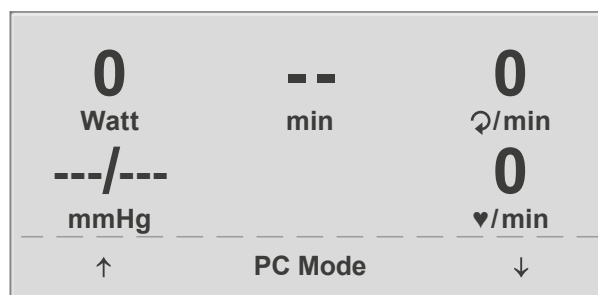 0 -- 0
Watt min /min
---/--- 0
mmHg ♥/min
↑ PC Mode ↓